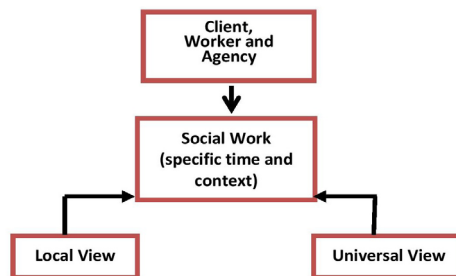 Client,
Worker and
Agency
Social Work
(specific time and
context)
Local View
Universal View